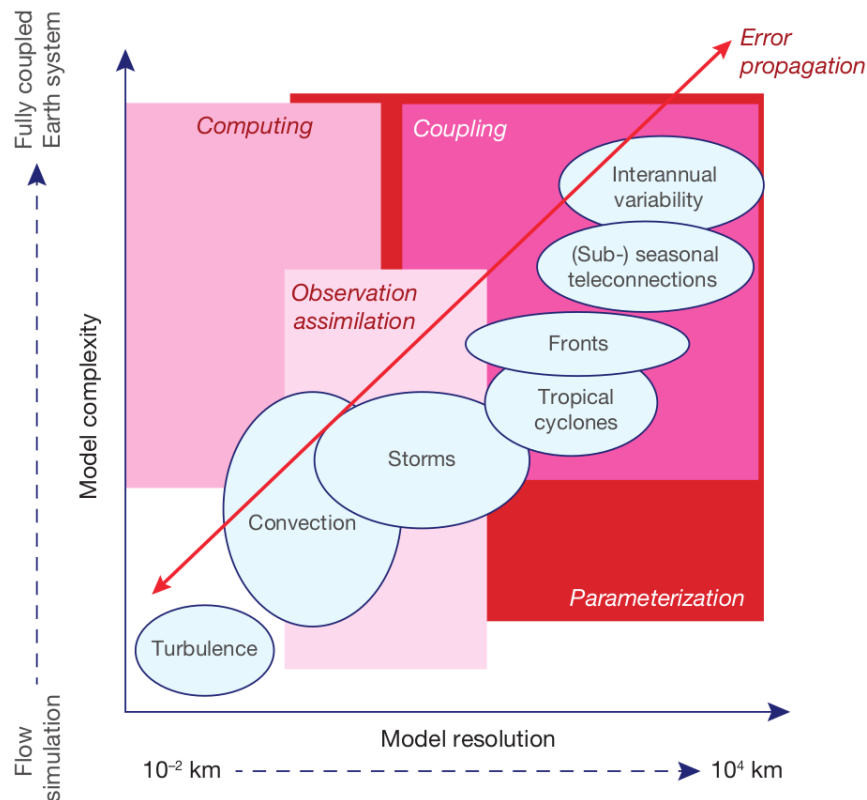 Error
propagation
Fully coupled
Earth system
Computing
Coupling
Interannual
variability
(Sub-) seasonal
teleconnections
Observation
assimilation
Fronts
Tropical
cyclones
Model complexity
Storms
Convection
Parameterization
Turbulence
Flow
simulation
Model resolution
10⁻² km
10⁴ km